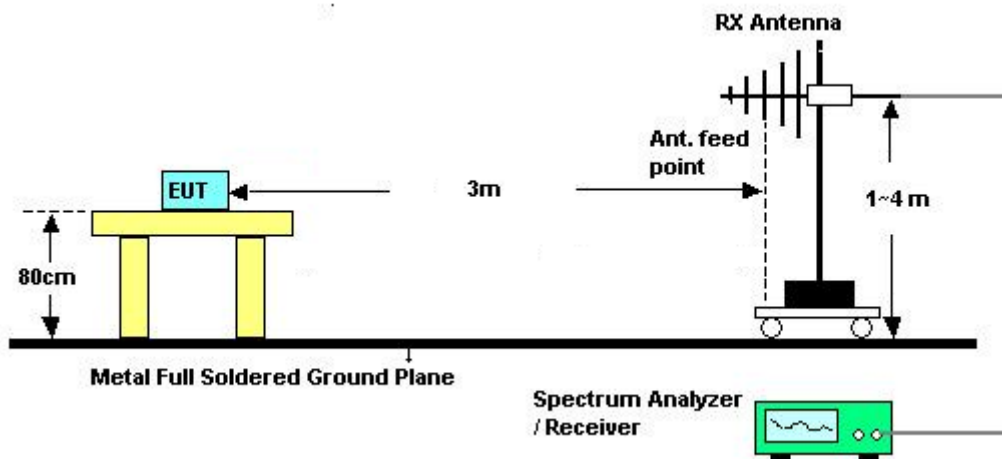 RX Antenna
Ant. feed
point
EUT
3m
1~4 m
80cm
Metal Full Soldered Ground Plane
Spectrum Analyzer
/ Receiver